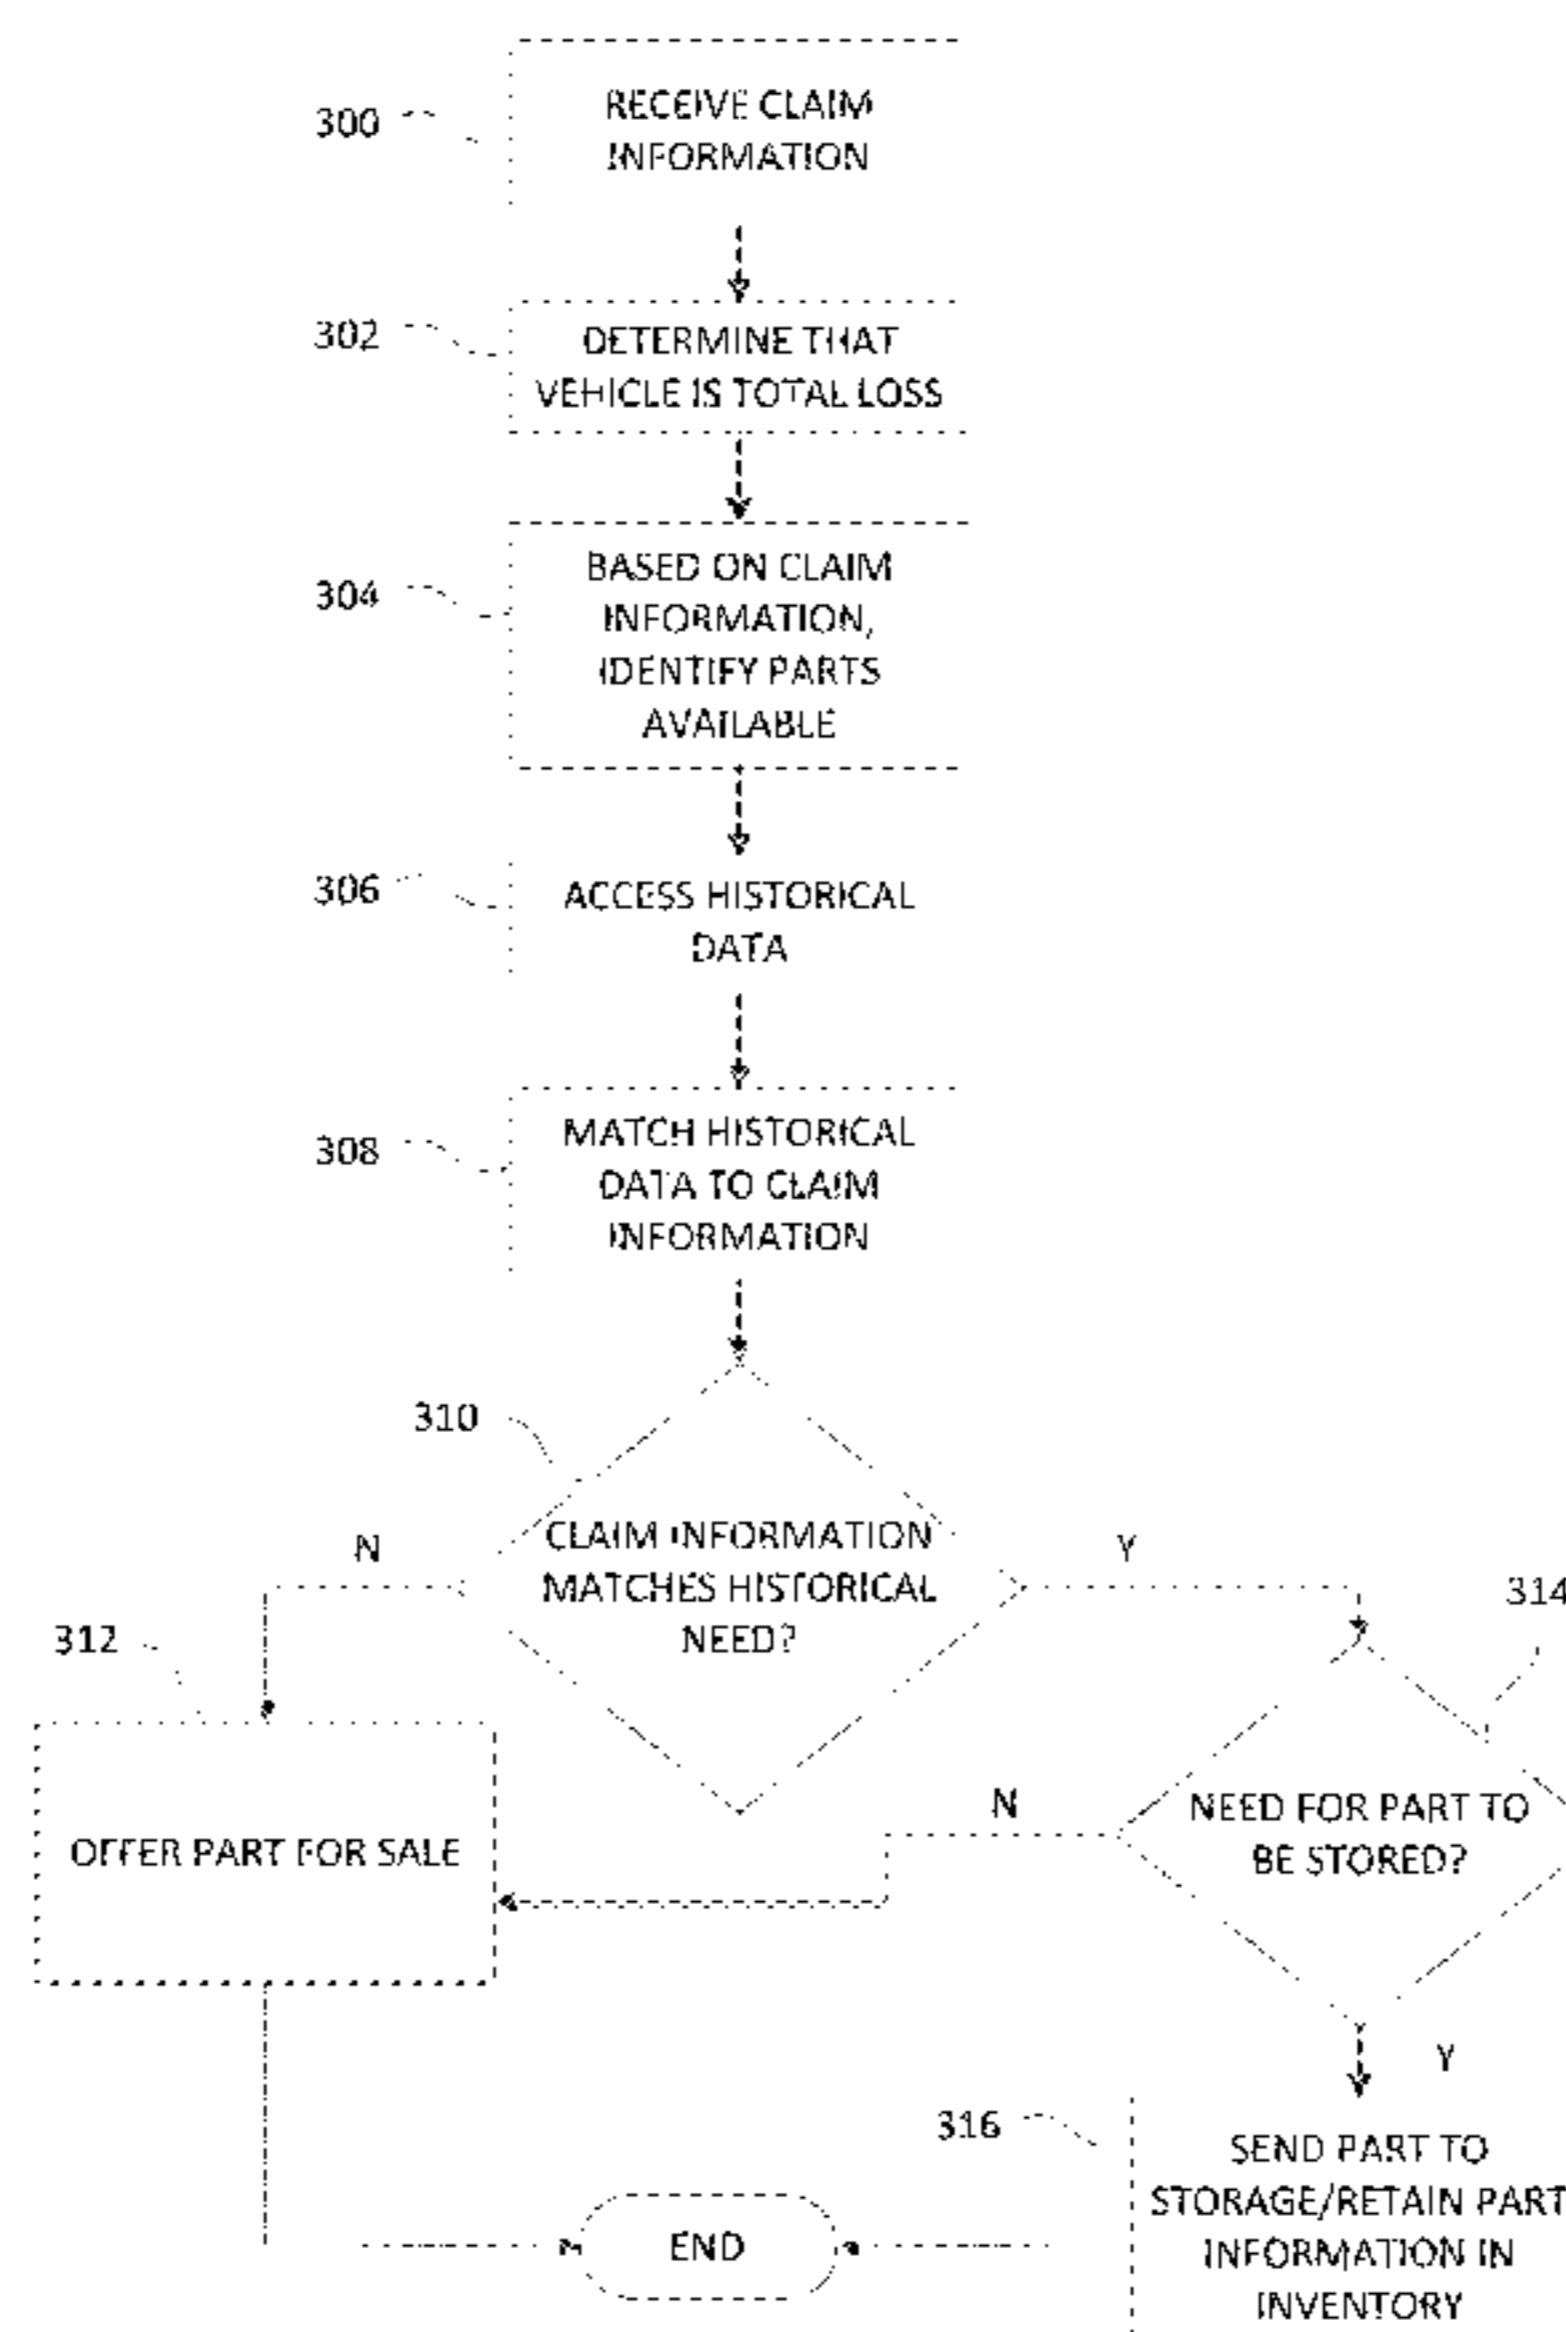 300
RECEIVE CLAIM
INFORMATION
302
DETERMINE THAT
VEHICLE IS TOTAL LOSS
304
BASED ON CLAIM
INFORMATION,
IDENTIFY PARTS
AVAILABLE
306
ACCESS HISTORICAL
DATA
308
MATCH HISTORICAL
DATA TO CLAIM
INFORMATION
310
CLAIM INFORMATION
MATCHES HISTORICAL
NEED?
N
Y
312
314
OFFER PART FOR SALE
N
NEED FOR PART TO
BE STORED?
Y
316
SEND PART TO
STORAGE/RETAIN PART
INFORMATION IN
INVENTORY
END